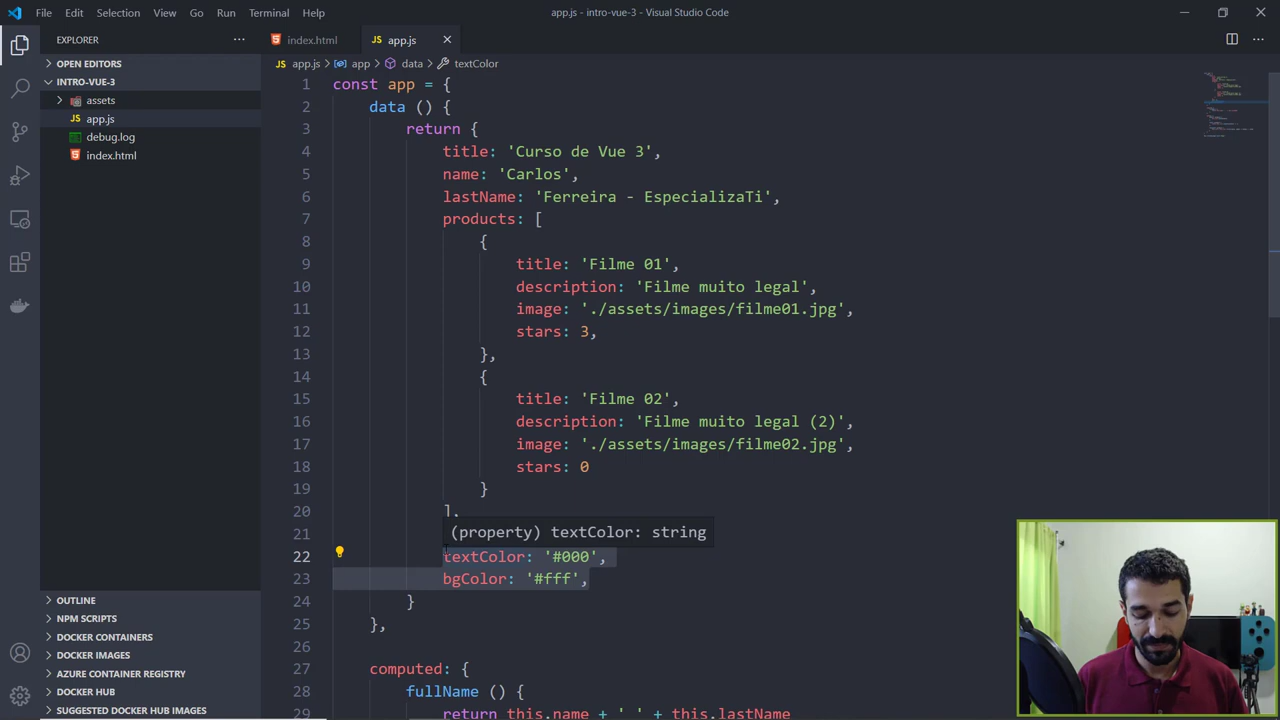 File Edit Selection View Go Run Terminal Help
app.js - intro-vue-3 - Visual Studio Code
EXPLORER
OPEN EDITORS
INTRO-VUE-3
assets
app.js
debug.log
index.html
OUTLINE
NPM SCRIPTS
DOCKER CONTAINERS
DOCKER IMAGES
AZURE CONTAINER REGISTRY
DOCKER HUB
SUGGESTED DOCKER HUB IMAGES
index.html
JS app.js
JS app.js > app > data > textColor
1 const app = {
2 data () {
3 return {
4 title: 'Curso de Vue 3',
5 name: 'Carlos',
6 lastName: 'Ferreira - EspecializaTi',
7 products: [
8 {
9 title: 'Filme 01',
10 description: 'Filme muito legal',
11 image: './assets/images/filme01.jpg',
12 stars: 3,
13 },
14 {
15 title: 'Filme 02',
16 description: 'Filme muito legal (2)',
17 image: './assets/images/filme02.jpg',
18 stars: 0
19 }
20 ],
21
(property) textColor: string
22 textColor: '#000',
23 bgColor: '#fff',
24 }
25 },
26
27 computed: {
28 fullName () {
29 return this.name + ' ' + this.lastName